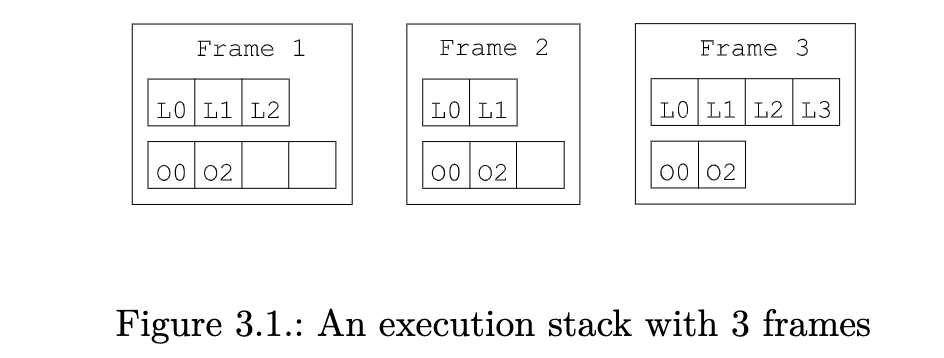 Frame 1 Frame 2 Frame 3
L0 L1 L2 L0 L1 L0 L1 L2 L3
O0 O2 O0 O2 O0 O2
Figure 3.1.: An execution stack with 3 frames